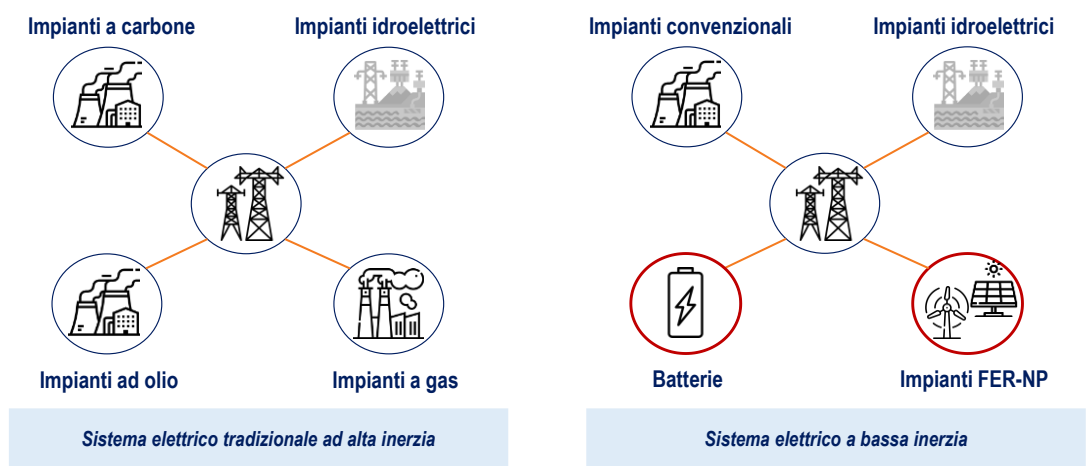 Impianti a carbone
Impianti idroelettrici
Impianti ad olio
Impianti a gas
Sistema elettrico tradizionale ad alta inerzia
Impianti convenzionali
Impianti idroelettrici
Batterie
Impianti FER-NP
Sistema elettrico a bassa inerzia